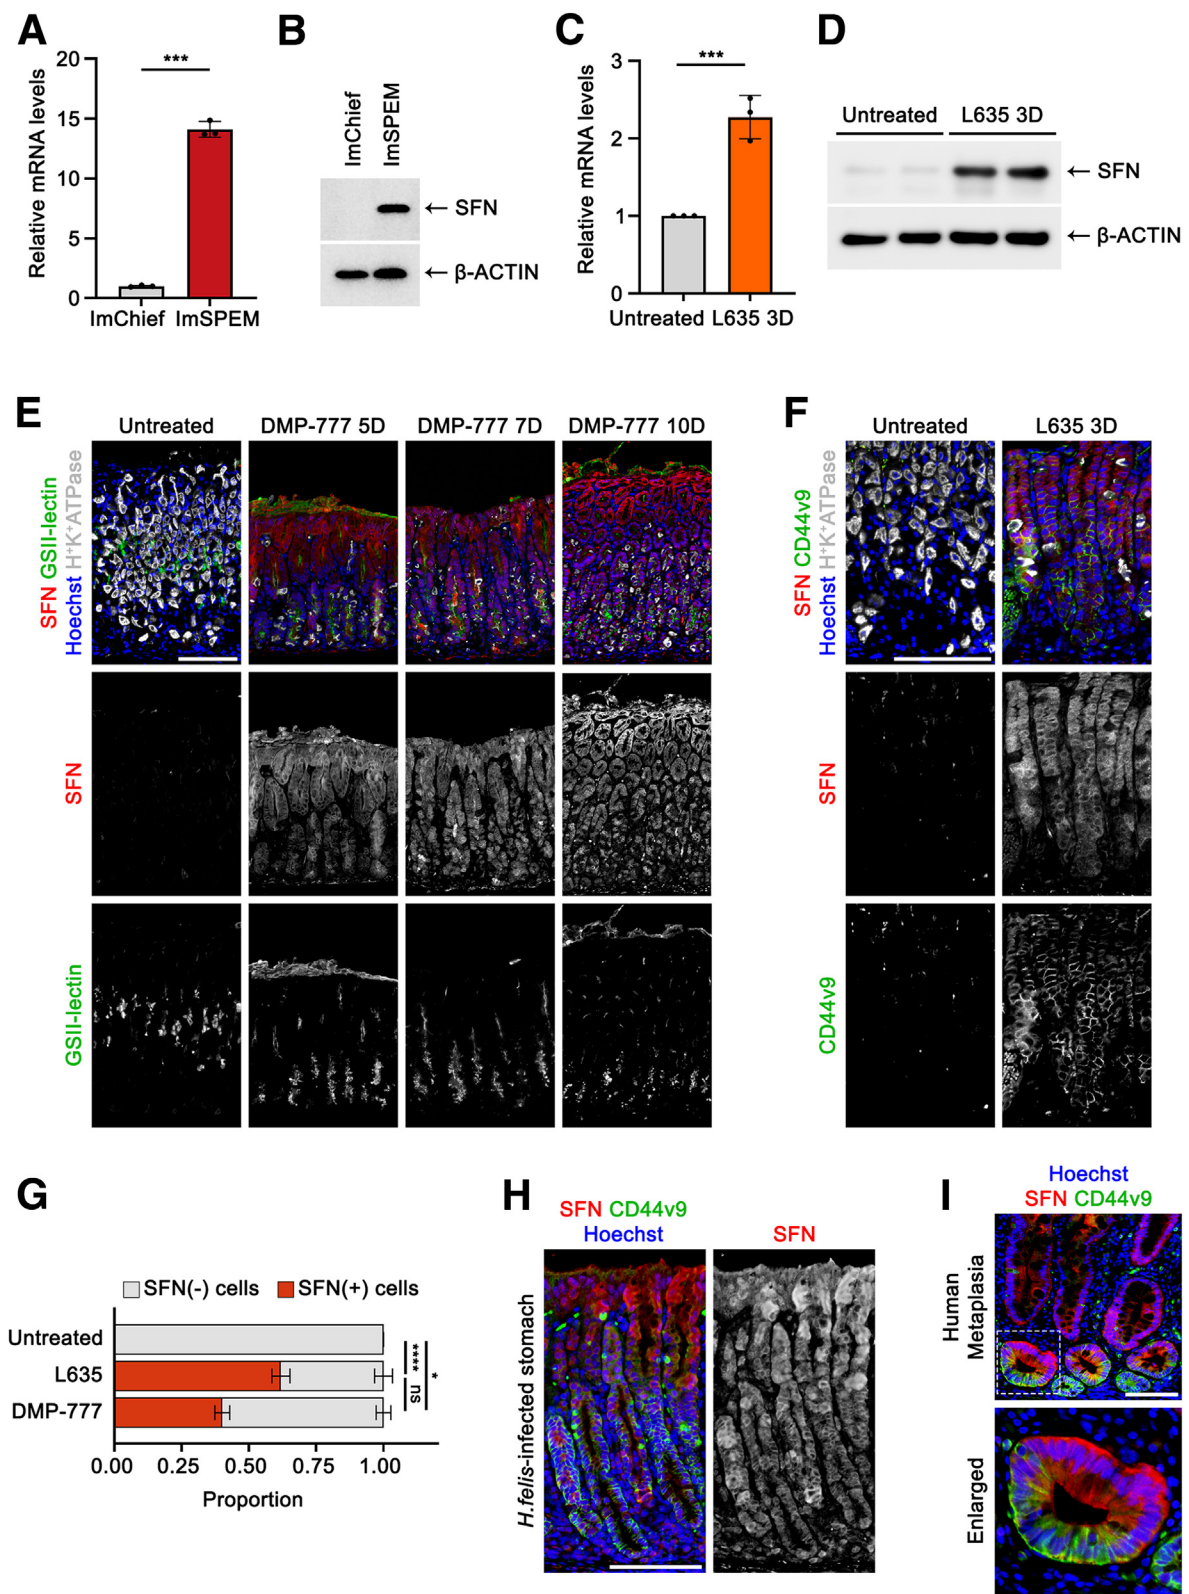 A
Relative mRNA levels
20
15
10
5
0
***
ImChief ImSPEM
B
ImChief
ImSPEM
← SFN
← β-ACTIN
C
Relative mRNA levels
3
2
1
0
***
Untreated L635 3D
D
Untreated L635 3D
← SFN
← β-ACTIN
E
Untreated DMP-777 5D DMP-777 7D DMP-777 10D
SFN GSII-lectin
Hoechst H⁺K⁺ATPase
SFN
GSII-lectin
F
Untreated L635 3D
SFN CD44v9
Hoechst H⁺K⁺ATPase
SFN
CD44v9
G
SFN(-) cells SFN(+) cells
Untreated
L635
DMP-777
****
ns
*
0.00 0.25 0.50 0.75 1.00
Proportion
H
SFN CD44v9
Hoechst
SFN
H.felis-infected stomach
I
Hoechst
SFN CD44v9
Human
Metaplasia
Enlarged